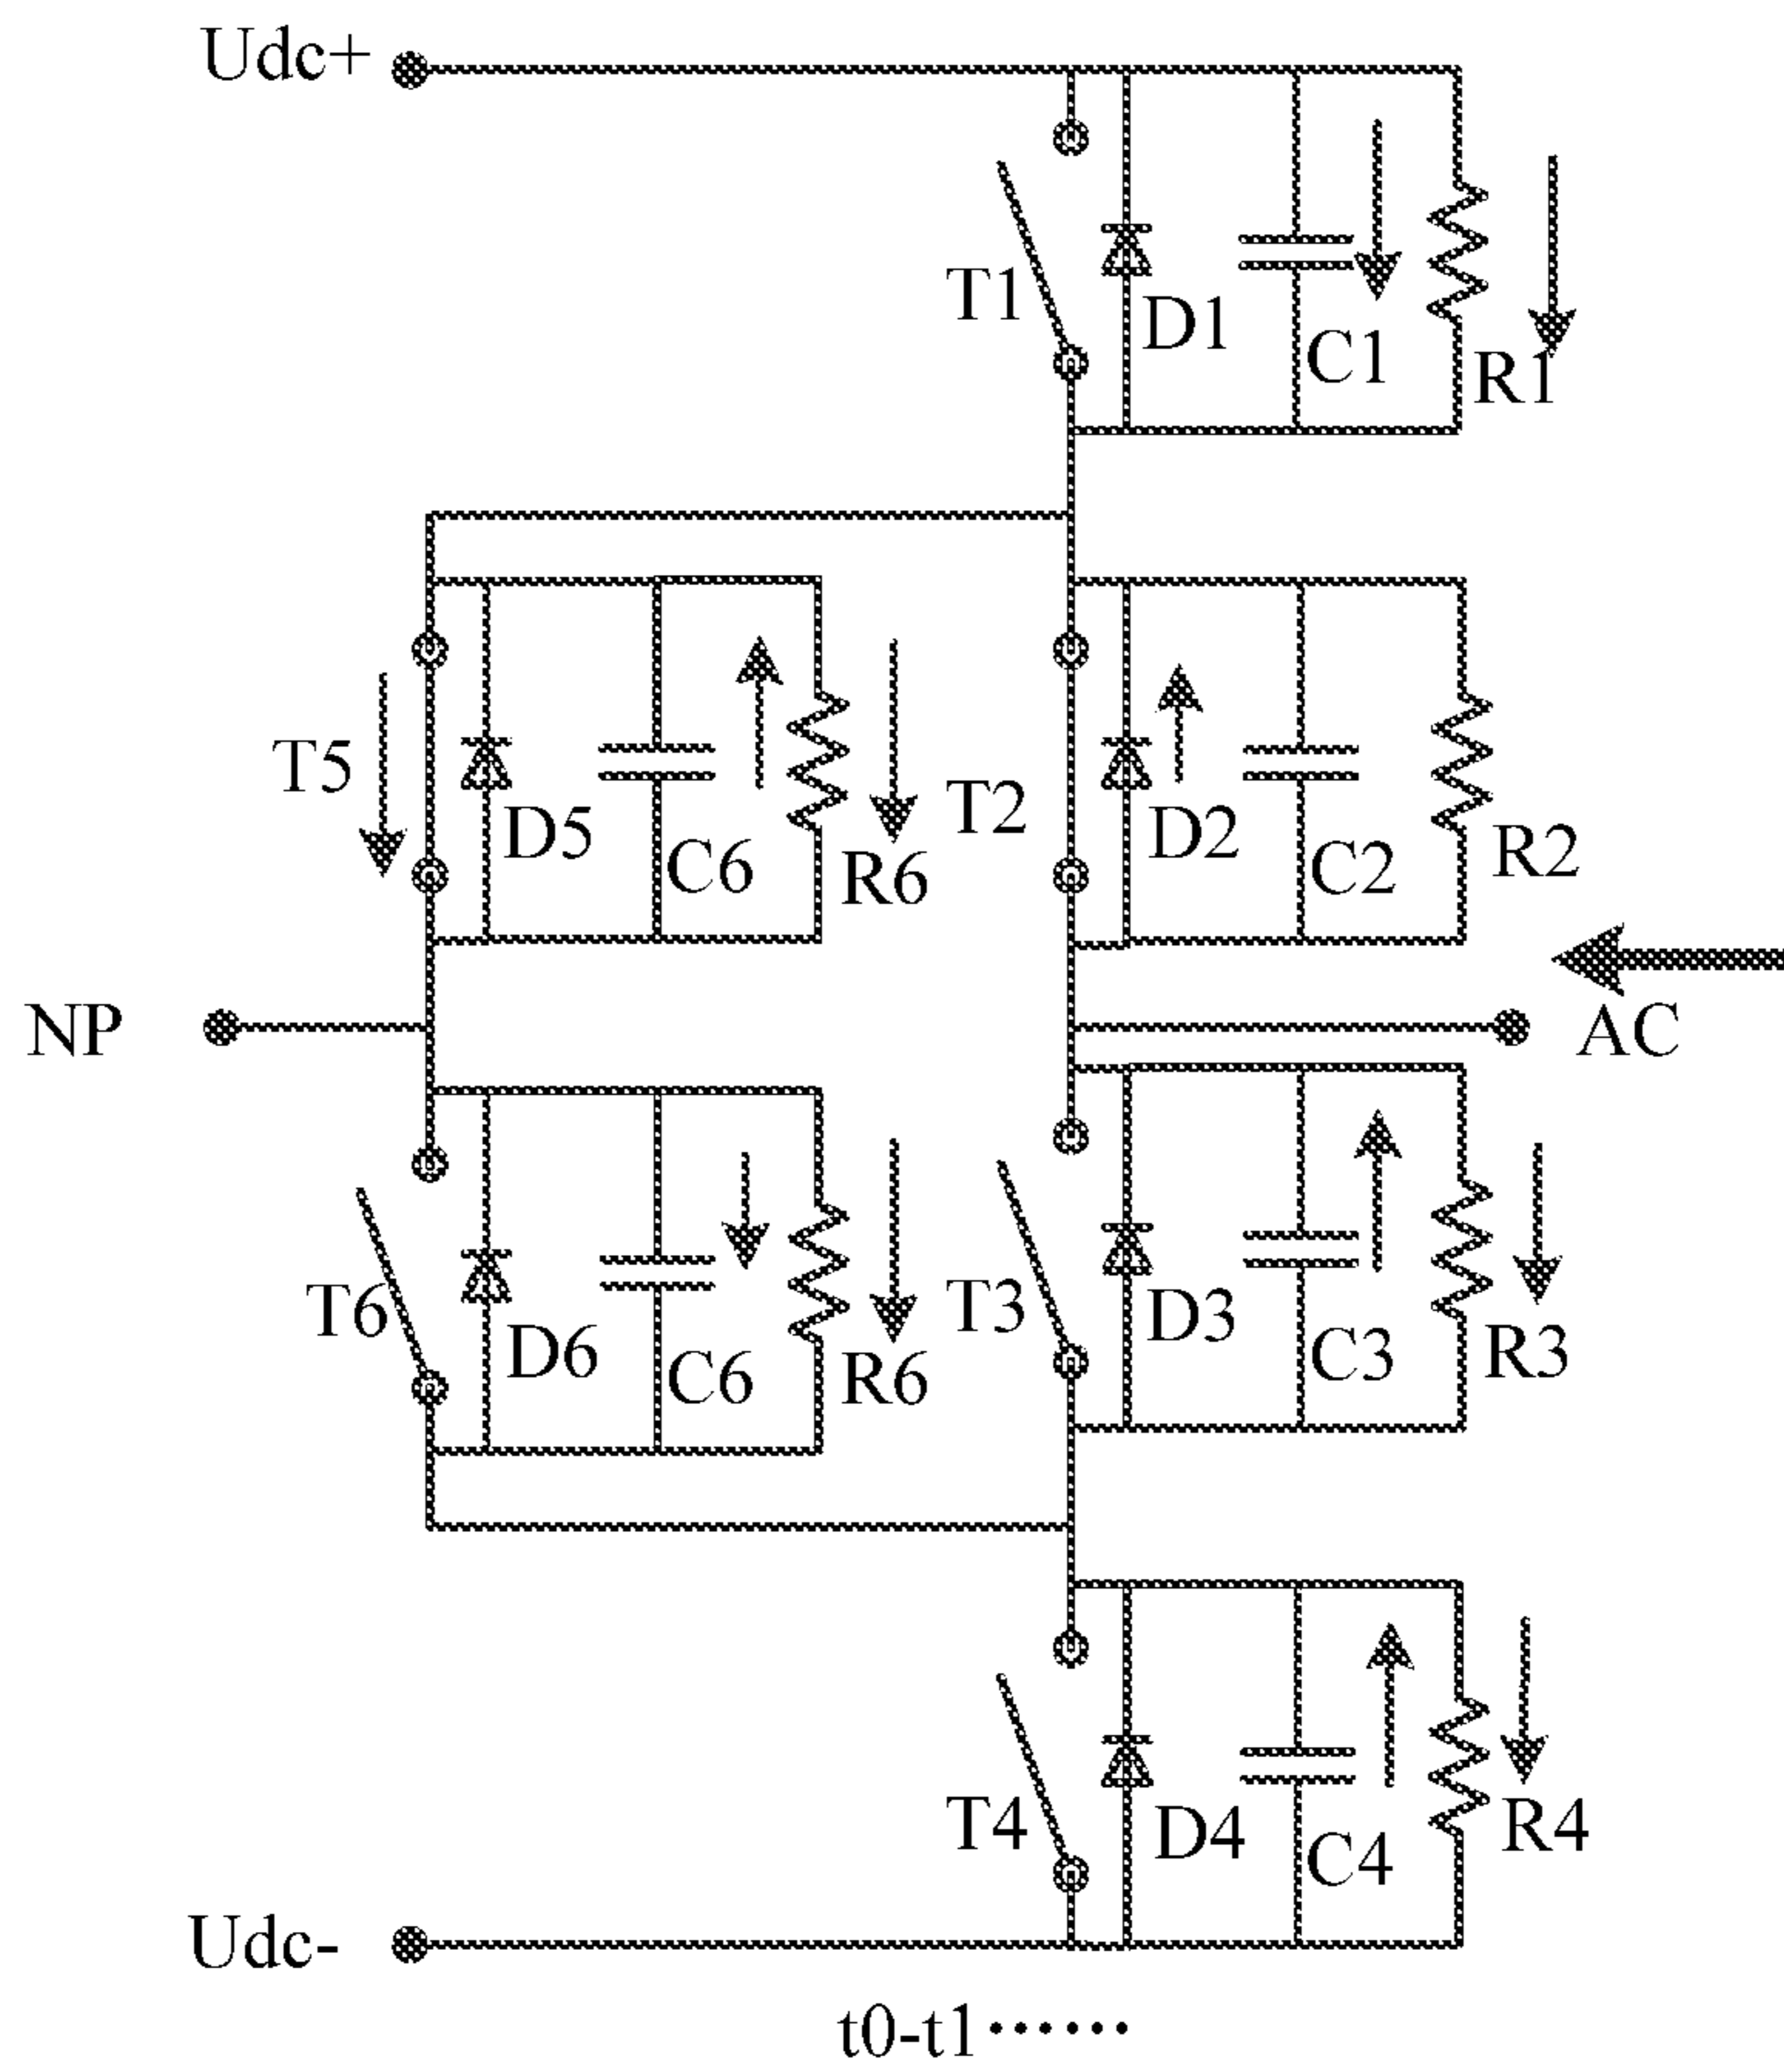 Udc+
T1
D1
C1
R1
T5
D5
C6
R6
T2
D2
C2
R2
NP
AC
T6
D6
C6
R6
T3
D3
C3
R3
T4
D4
C4
R4
Udc-
t0-t1······